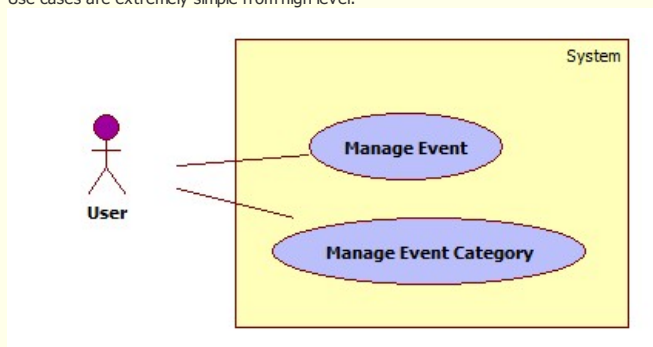 Use cases are extremely simple from high level.
System
Manage Event
User
Manage Event Category